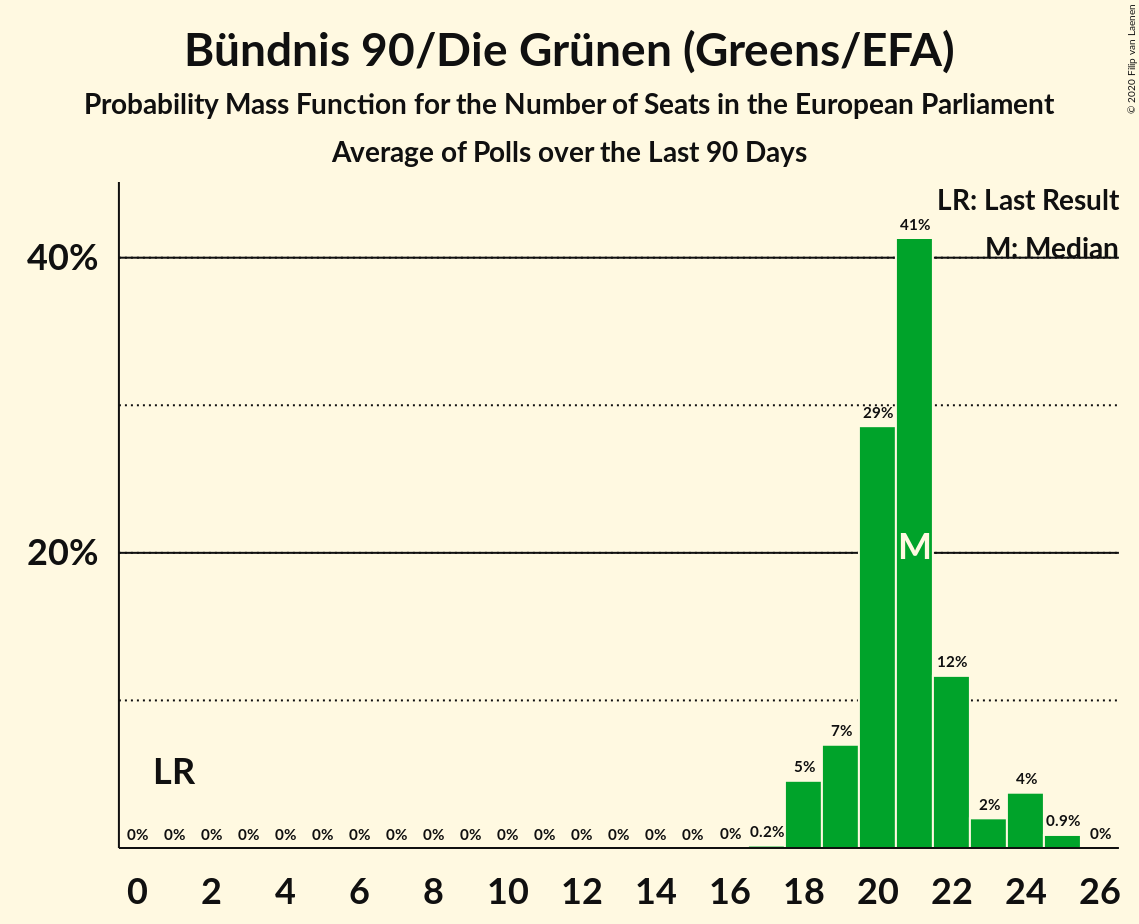 Bündnis 90/Die Grünen (Greens/EFA)
Probability Mass Function for the Number of Seats in the European Parliament
Average of Polls over the Last 90 Days
© 2020 Filip van Laenen
LR: Last Result
M: Median
40%
20%
41%
29%
M
12%
7%
LR
5%
4%
2%
0% 0% 0% 0% 0% 0% 0% 0% 0% 0% 0% 0% 0% 0% 0% 0% 0% 0.2% 0.9% 0%
0 2 4 6 8 10 12 14 16 18 20 22 24 26